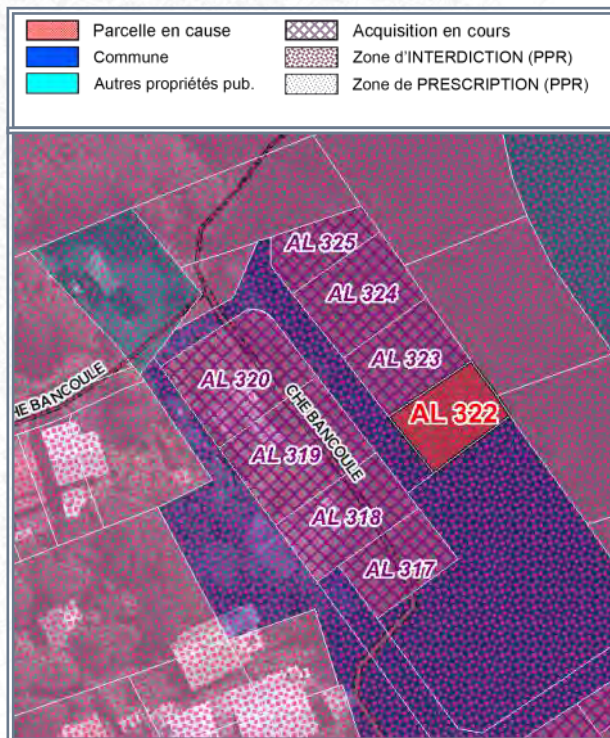 Parcelle en cause
Acquisition en cours
Commune
Zone d'INTERDICTION (PPR)
Autres propriétés pub.
Zone de PRESCRIPTION (PPR)
AL 325
AL 324
AL 323
AL 320
AL 322
CHE BANCOULE
HE BANCOULE
AL 319
AL 318
AL 317